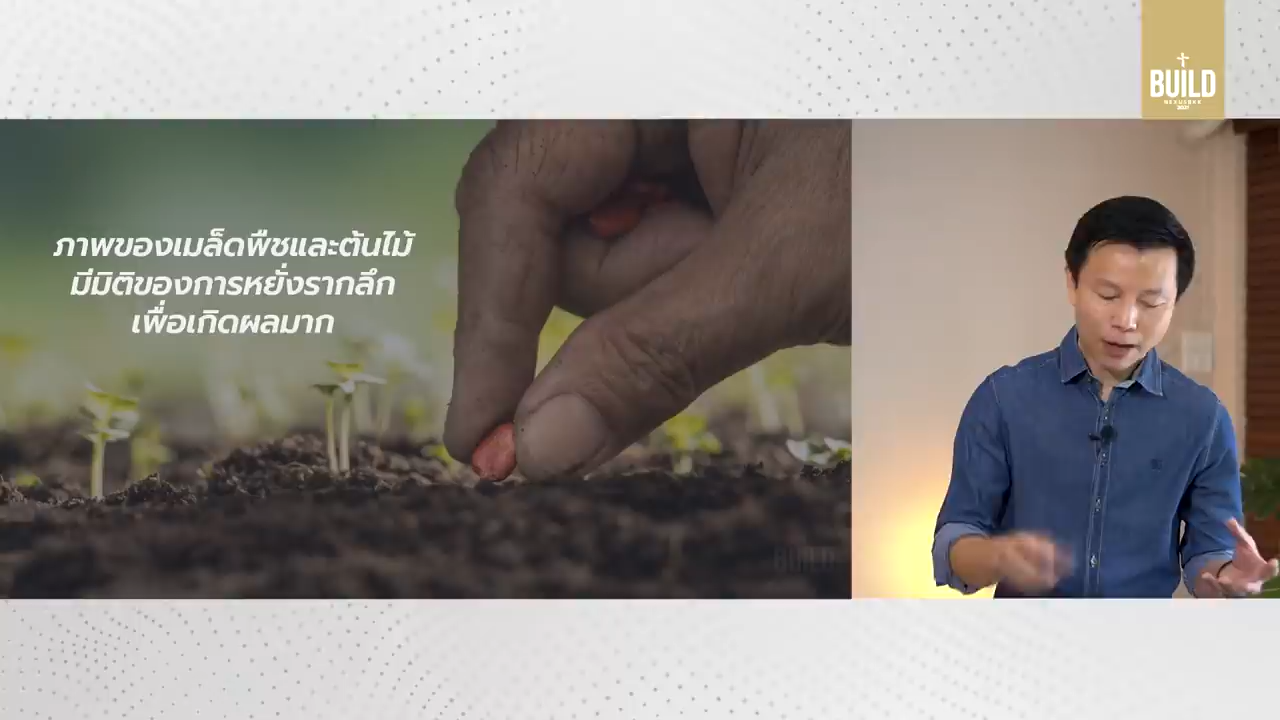 BUILD
NEXUSBKK
2021
ภาพของเมล็ดพืชและต้นไม้
มีมิติของการหยั่งรากลึก
เพื่อเกิดผลมาก